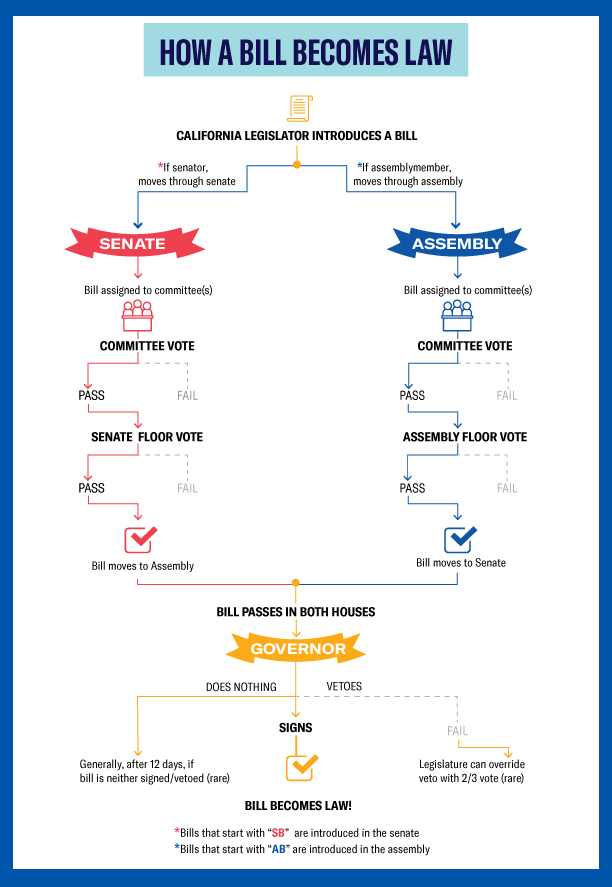 HOW A BILL BECOMES LAW
CALIFORNIA LEGISLATOR INTRODUCES A BILL
*If senator,
moves through senate
*If assemblymember,
moves through assembly
SENATE
ASSEMBLY
Bill assigned to committee(s)
Bill assigned to committee(s)
COMMITTEE VOTE
COMMITTEE VOTE
PASS
FAIL
PASS
FAIL
SENATE FLOOR VOTE
ASSEMBLY FLOOR VOTE
PASS
FAIL
PASS
FAIL
Bill moves to Assembly
Bill moves to Senate
BILL PASSES IN BOTH HOUSES
GOVERNOR
DOES NOTHING
VETOES
SIGNS
FAIL
Generally, after 12 days, if
bill is neither signed/vetoed (rare)
Legislature can override
veto with 2/3 vote (rare)
BILL BECOMES LAW!
*Bills that start with “SB” are introduced in the senate
*Bills that start with “AB” are introduced in the assembly